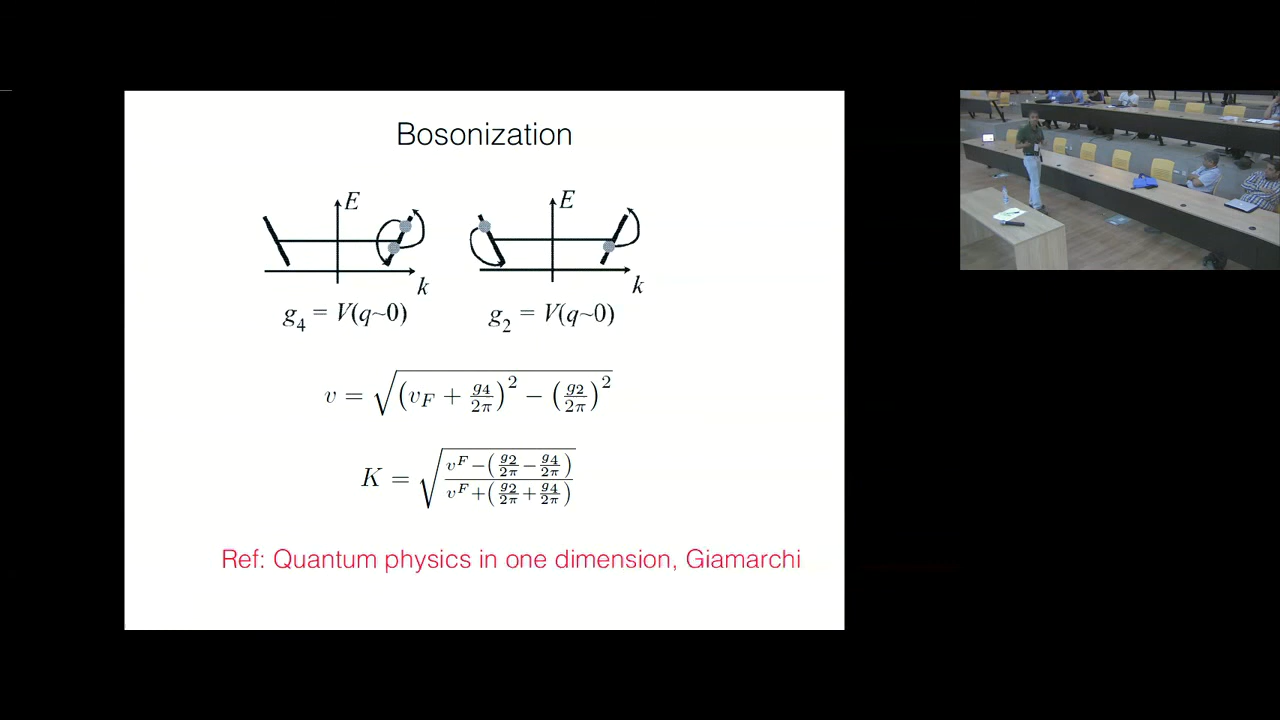 Bosonization
E E
k k
g₄ = V(q~0) g₂ = V(q~0)
v = √((v_F + g₄/2π)² − (g₂/2π)²)
K = √((v^F −(g₂/2π − g₄/2π))/(v^F +(g₂/2π + g₄/2π)))
Ref: Quantum physics in one dimension, Giamarchi